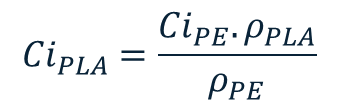 Ci_PLA = Ci_PE . ρ_PLA / ρ_PE